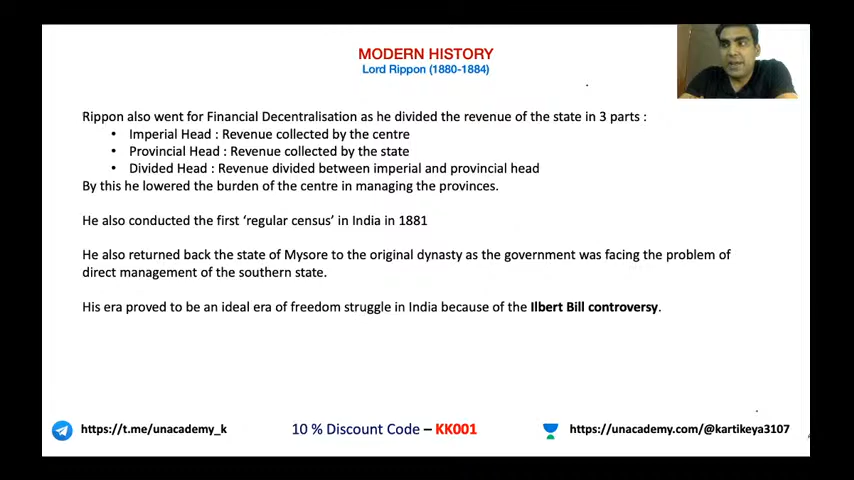 MODERN HISTORY
Lord Rippon (1880-1884)
Rippon also went for Financial Decentralisation as he divided the revenue of the state in 3 parts :
• Imperial Head : Revenue collected by the centre
• Provincial Head : Revenue collected by the state
• Divided Head : Revenue divided between imperial and provincial head
By this he lowered the burden of the centre in managing the provinces.
He also conducted the first ‘regular census’ in India in 1881
He also returned back the state of Mysore to the original dynasty as the government was facing the problem of
direct management of the southern state.
His era proved to be an ideal era of freedom struggle in India because of the Ilbert Bill controversy.
https://t.me/unacademy_k 10 % Discount Code – KK001 https://unacademy.com/@kartikeya3107